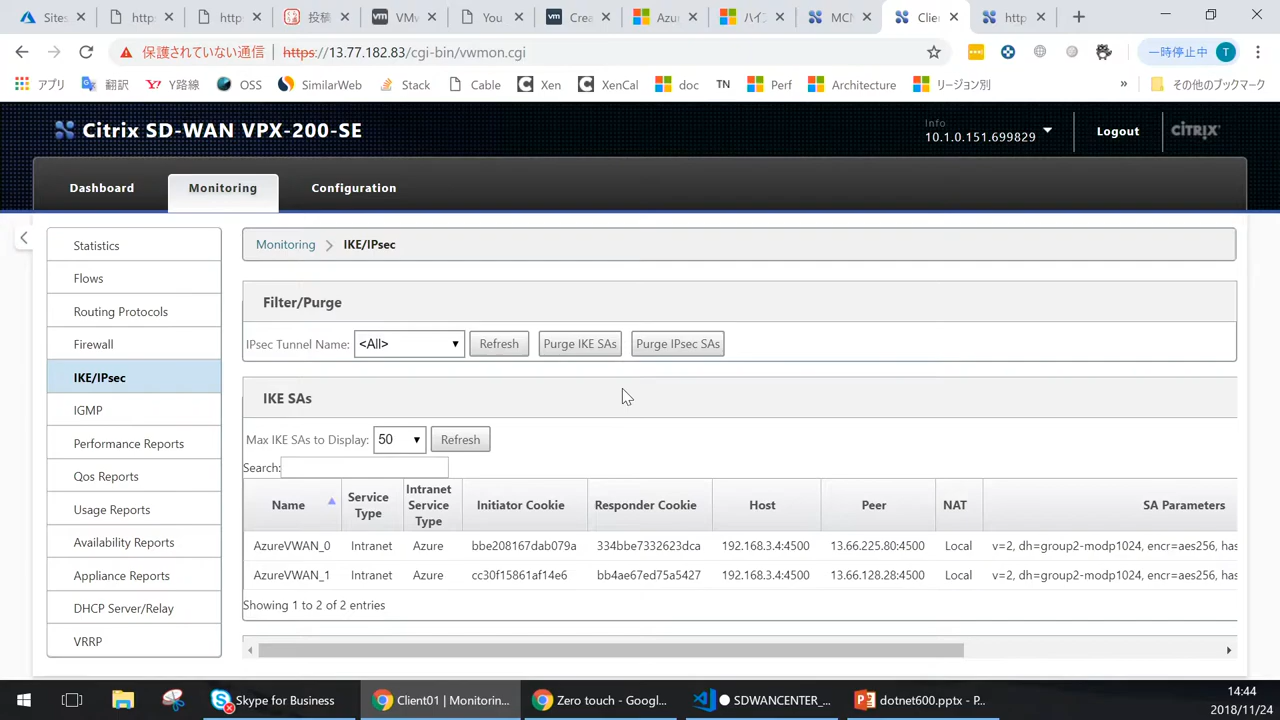 Sites
http
http
投稿
VMv
You
Crea
Azur
ハイブ
MCN
Clie
http
保護されていない通信 | https://13.77.182.83/cgi-bin/vwmon.cgi
一時停止中 T
アプリ 翻訳 Y路線 OSS SimilarWeb Stack Cable Xen XenCal doc TN Perf Architecture リージョン別 » その他のブックマーク
Citrix SD-WAN VPX-200-SE
Info
10.1.0.151.699829
Logout
CITRIX
Dashboard Monitoring Configuration
Statistics
Flows
Routing Protocols
Firewall
IKE/IPsec
IGMP
Performance Reports
Qos Reports
Usage Reports
Availability Reports
Appliance Reports
DHCP Server/Relay
VRRP
Monitoring > IKE/IPsec
Filter/Purge
IPsec Tunnel Name: <All> Refresh Purge IKE SAs Purge IPsec SAs
IKE SAs
Max IKE SAs to Display: 50 Refresh
Search:
Name Service Type Intranet Service Type Initiator Cookie Responder Cookie Host Peer NAT SA Parameters
AzureVWAN_0 Intranet Azure bbe208167dab079a 334bbe7332623dca 192.168.3.4:4500 13.66.225.80:4500 Local v=2, dh=group2-modp1024, encr=aes256, has
AzureVWAN_1 Intranet Azure cc30f15861af14e6 bb4ae67ed75a5427 192.168.3.4:4500 13.66.128.28:4500 Local v=2, dh=group2-modp1024, encr=aes256, has
Showing 1 to 2 of 2 entries
Skype for Business
Client01 | Monitorin...
Zero touch - Googl...
● SDWANCENTER_...
dotnet600.pptx - P...
14:44
2018/11/24